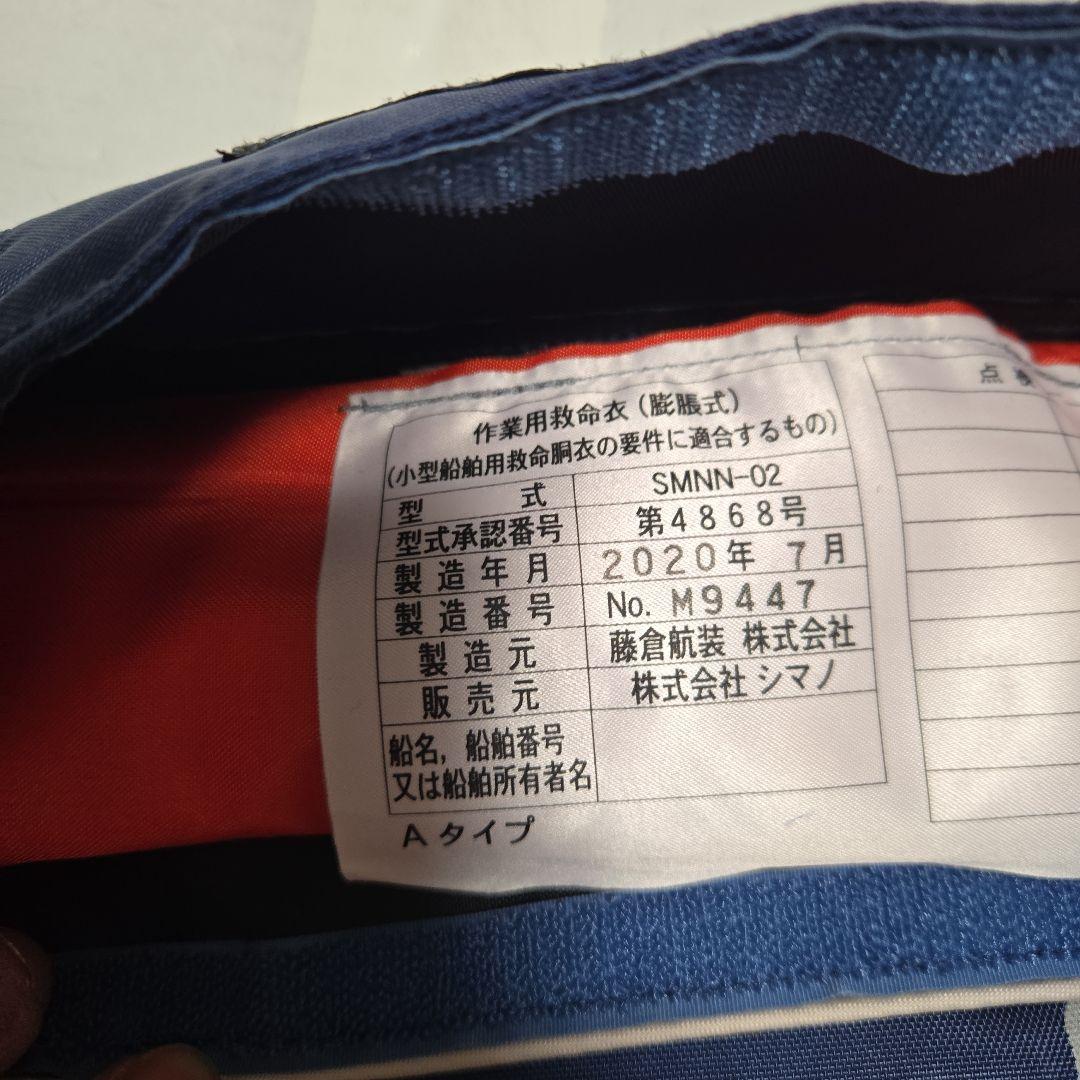 作業用救命衣（膨脹式）
(小型船舶用救命胴衣の要件に適合するもの)
型式 SMNN-02
型式承認番号 第4868号
製造年月 2020年 7月
製造番号 No. M9447
製造元 藤倉航装 株式会社
販売元 株式会社シマノ
船名, 船舶番号
又は船舶所有者名
Aタイプ
点検